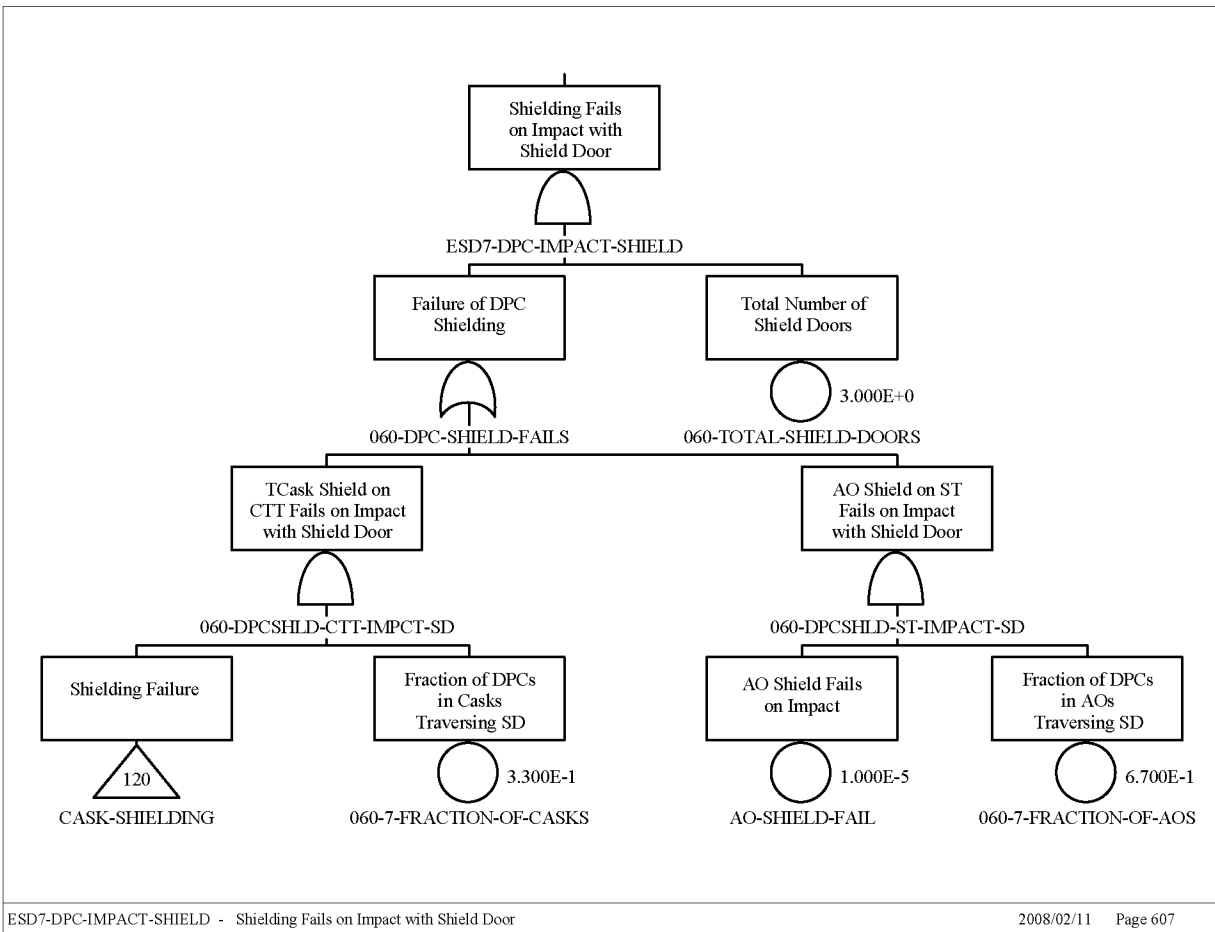 Shielding Fails
on Impact with
Shield Door
ESD7-DPC-IMPACT-SHIELD
Failure of DPC
Shielding
Total Number of
Shield Doors
3.000E+0
060-DPC-SHIELD-FAILS
060-TOTAL-SHIELD-DOORS
TCask Shield on
CTT Fails on Impact
with Shield Door
AO Shield on ST
Fails on Impact
with Shield Door
060-DPCSHLD-CTT-IMPCT-SD
060-DPCSHLD-ST-IMPACT-SD
Shielding Failure
Fraction of DPCs
in Casks
Traversing SD
AO Shield Fails
on Impact
Fraction of DPCs
in AOs
Traversing SD
120
3.300E-1
1.000E-5
6.700E-1
CASK-SHIELDING
060-7-FRACTION-OF-CASKS
AO-SHIELD-FAIL
060-7-FRACTION-OF-AOS
ESD7-DPC-IMPACT-SHIELD - Shielding Fails on Impact with Shield Door
2008/02/11 Page 607